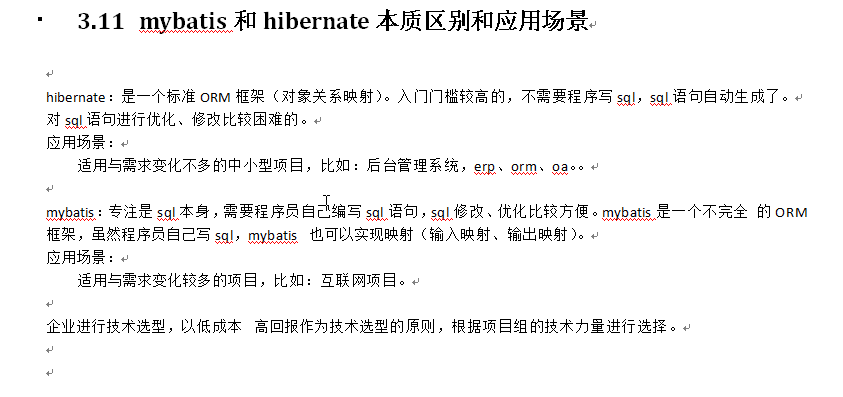 3.11 mybatis 和 hibernate 本质区别和应用场景
hibernate：是一个标准 ORM 框架（对象关系映射）。入门门槛较高的，不需要程序写 sql，sql 语句自动生成了。
对 sql 语句进行优化、修改比较困难的。
应用场景：
适用与需求变化不多的中小型项目，比如：后台管理系统，erp、orm、oa。。
mybatis：专注是 sql 本身，需要程序员自己编写 sql 语句，sql 修改、优化比较方便。mybatis 是一个不完全 的 ORM
框架，虽然程序员自己写 sql，mybatis 也可以实现映射（输入映射、输出映射）。
应用场景：
适用与需求变化较多的项目，比如：互联网项目。
企业进行技术选型，以低成本 高回报作为技术选型的原则，根据项目组的技术力量进行选择。